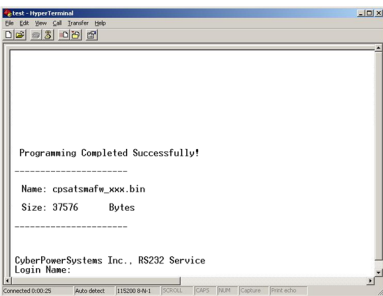 test - HyperTerminal
File Edit View Call Transfer Help
Programming Completed Successfully!
----------------------
Name: cpsatsmafw_xxx.bin
Size: 37576 Bytes
----------------------
CyberPowerSystems Inc., RS232 Service
Login Name:
Connected 0:00:25 Auto detect 115200 8-N-1 SCROLL CAPS NUM Capture Print echo